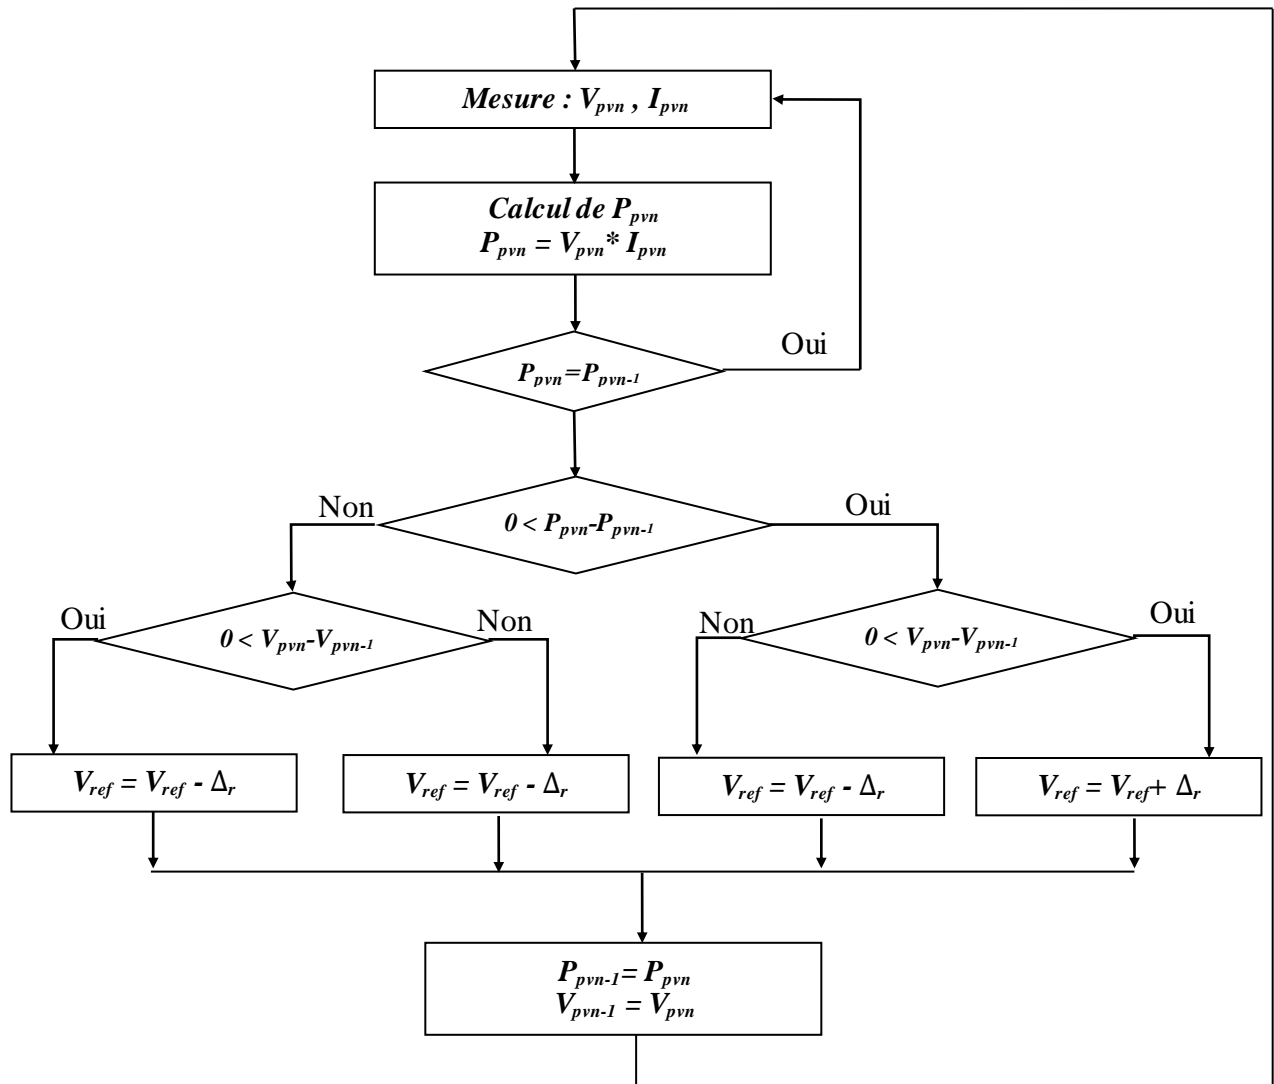 Mesure : Vpvn , Ipvn
Calcul de Ppvn
Ppvn = Vpvn* Ipvn
Oui
Ppvn=Ppvn-1
Non
Oui
0 < Ppvn-Ppvn-1
Oui
0 < Vpvn-Vpvn-1
Non
Non
0 < Vpvn-Vpvn-1
Oui
Vref = Vref - Δr
Vref = Vref - Δr
Vref = Vref - Δr
Vref = Vref+ Δr
Ppvn-1= Ppvn
Vpvn-1 = Vpvn